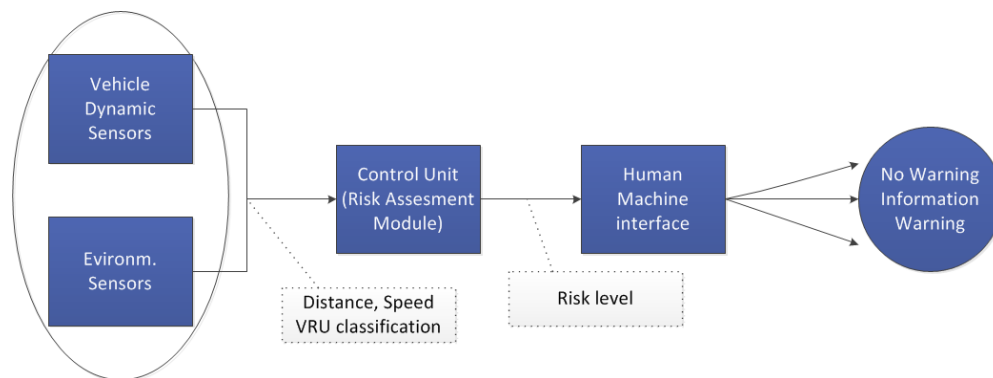 Vehicle
Dynamic
Sensors
Evironm.
Sensors
Distance, Speed
VRU classification
Control Unit
(Risk Assesment
Module)
Risk level
Human
Machine
interface
No Warning
Information
Warning